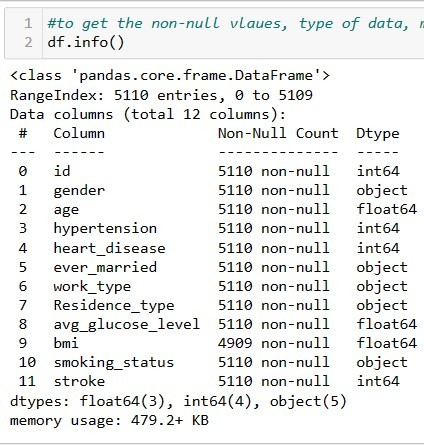 1 #to get the non-null vlaues, type of data,
2 df.info()
<class 'pandas.core.frame.DataFrame'>
RangeIndex: 5110 entries, 0 to 5109
Data columns (total 12 columns):
 #   Column             Non-Null Count  Dtype
---  ------             --------------  -----
 0   id                 5110 non-null   int64
 1   gender             5110 non-null   object
 2   age                5110 non-null   float64
 3   hypertension       5110 non-null   int64
 4   heart_disease      5110 non-null   int64
 5   ever_married       5110 non-null   object
 6   work_type          5110 non-null   object
 7   Residence_type     5110 non-null   object
 8   avg_glucose_level  5110 non-null   float64
 9   bmi                4909 non-null   float64
 10  smoking_status     5110 non-null   object
 11  stroke             5110 non-null   int64
dtypes: float64(3), int64(4), object(5)
memory usage: 479.2+ KB